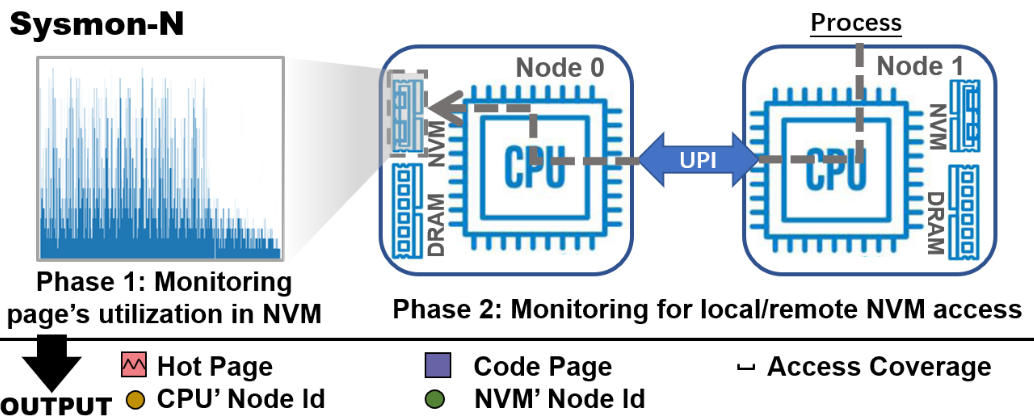 Sysmon-N
Process
Node 0
Node 1
NVM
DRAM
CPU
UPI
CPU
NVM
DRAM
Phase 1: Monitoring
page's utilization in NVM
Phase 2: Monitoring for local/remote NVM access
OUTPUT
Hot Page
Code Page
Access Coverage
CPU' Node Id
NVM' Node Id